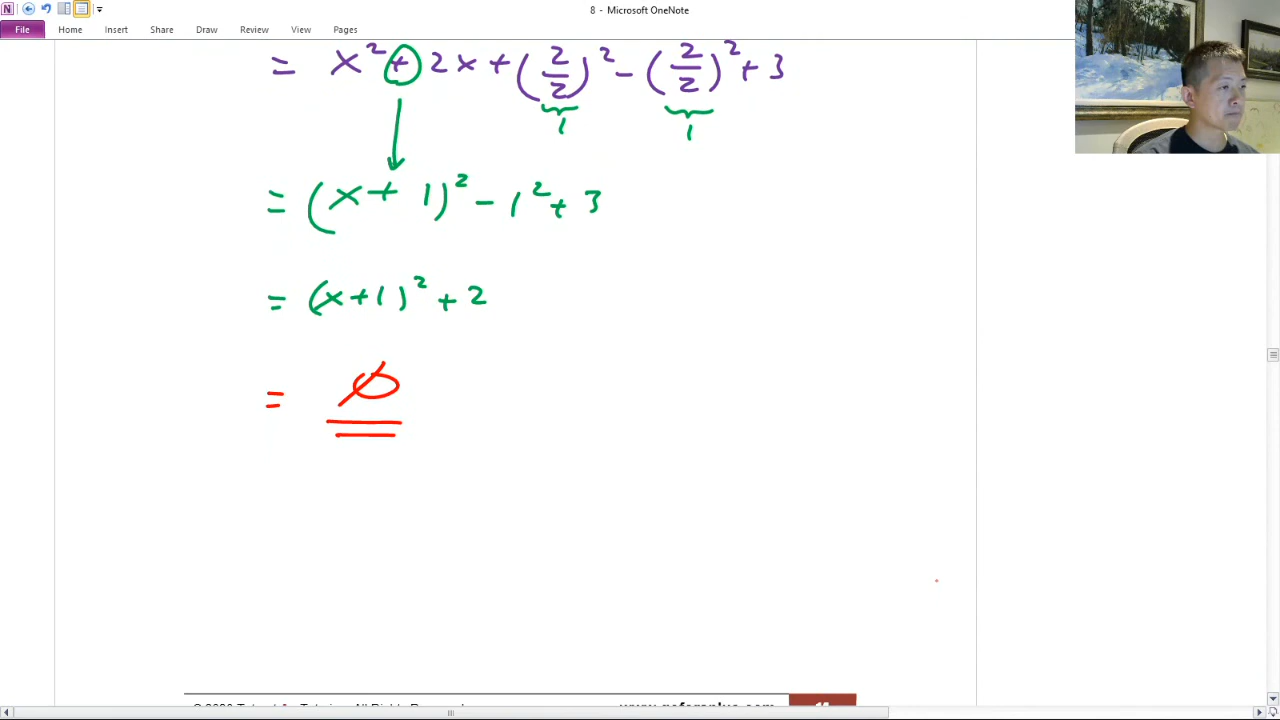 8 - Microsoft OneNote
File Home Insert Share Draw Review View Pages
= x² + 2x + (2/2)² - (2/2)² + 3
1 1
= (x + 1)² - 1² + 3
= (x+1)² + 2
= ∅